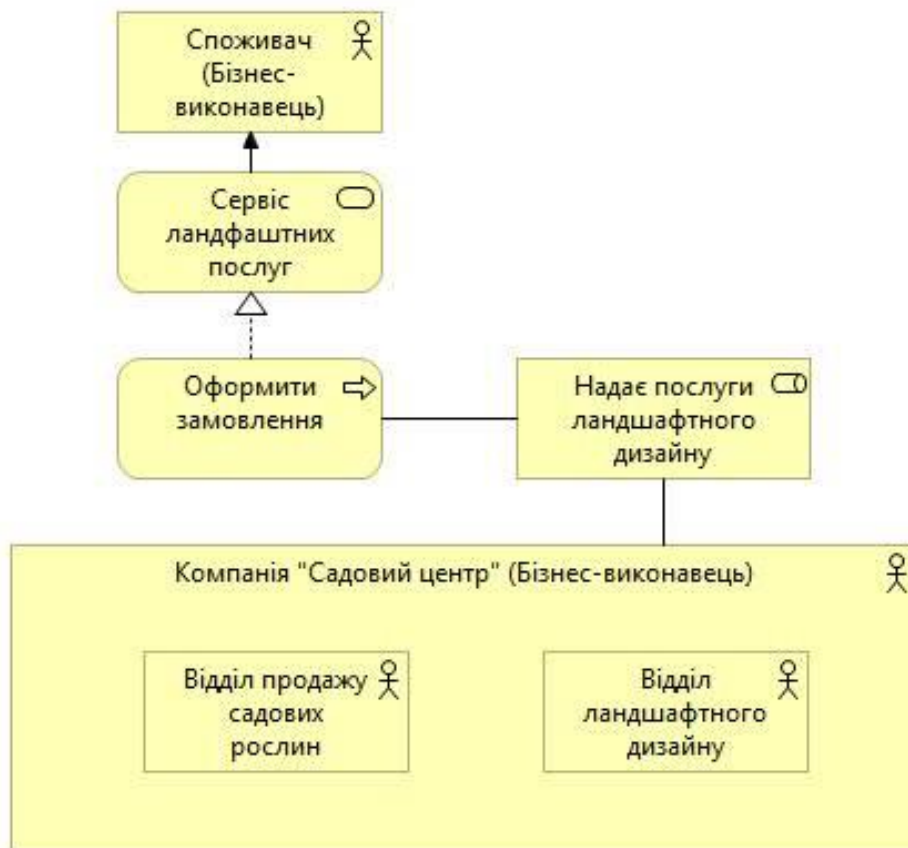 Споживач
(Бізнес-
виконавець)
Сервіс
ландфаштних
послуг
Оформити
замовлення
Надає послуги
ландшафтного
дизайну
Компанія "Садовий центр" (Бізнес-виконавець)
Відділ продажу
садових
рослин
Відділ
ландшафтного
дизайну